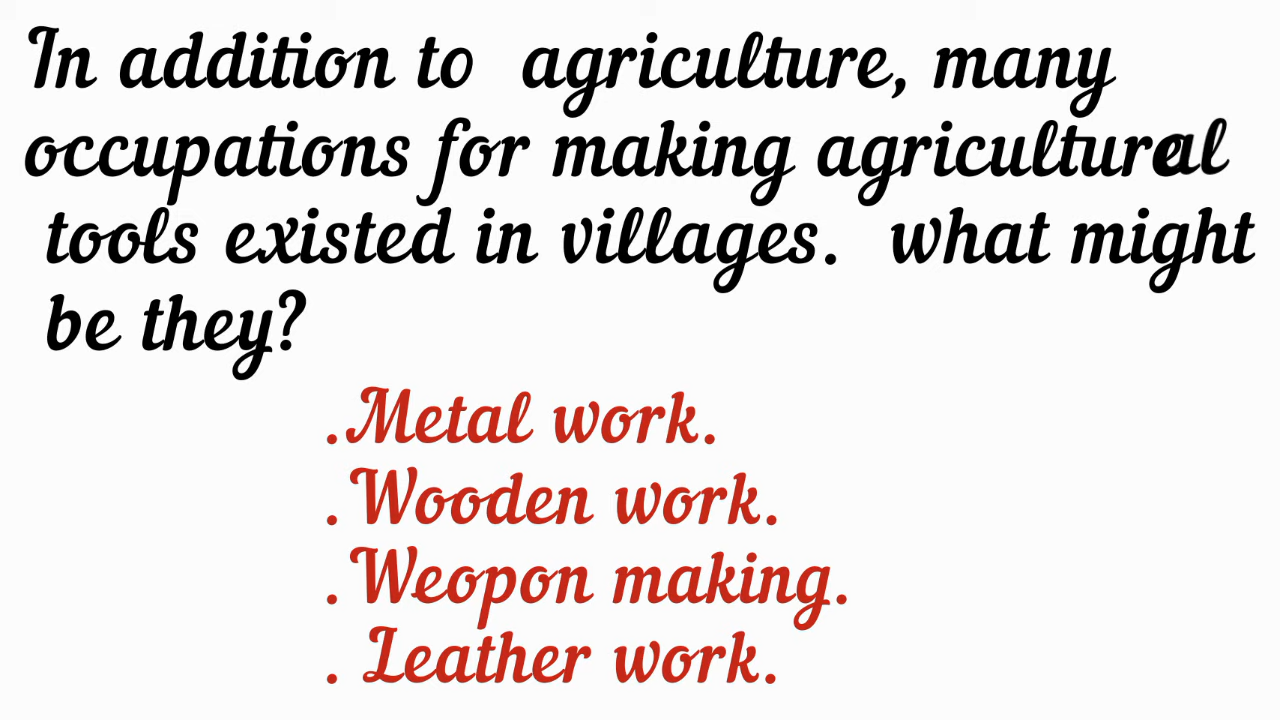 In addition to agriculture, many
occupations for making agricultural
tools existed in villages. what might
be they?
.Metal work.
.Wooden work.
.Weopon making.
. Leather work.